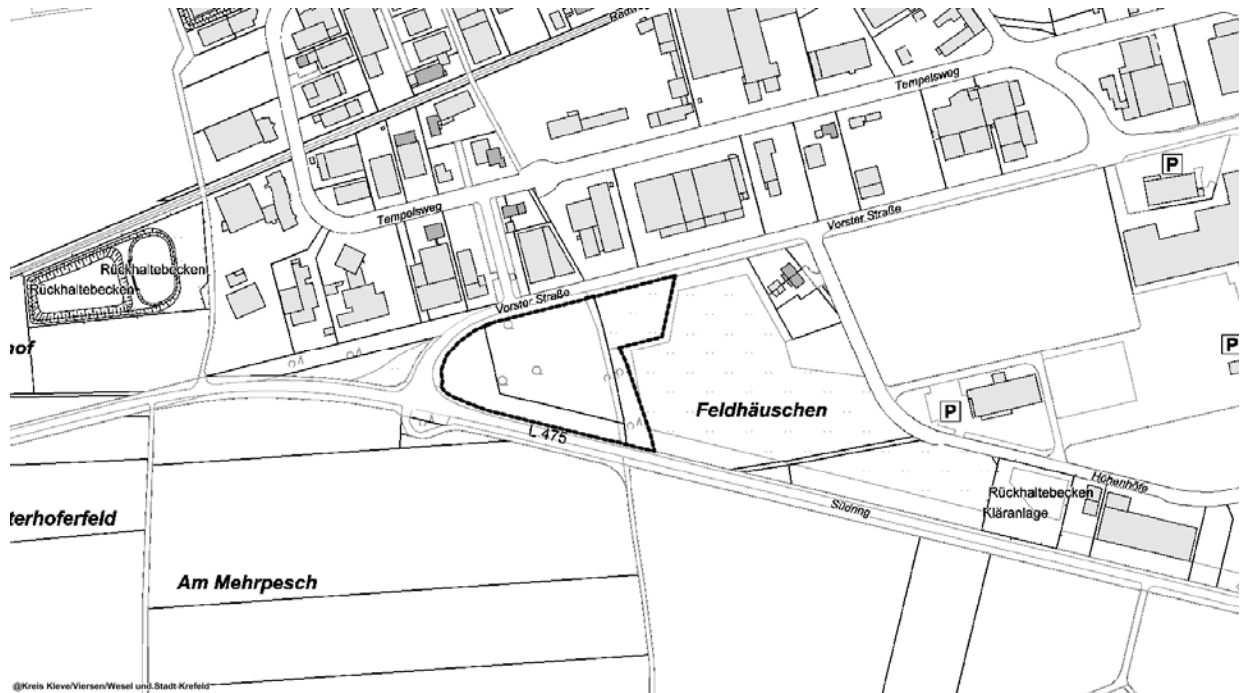 Tempelsweg
P
Tempelsweg
Vorster Straße
Rückhaltebecken
Rückhaltebecken
Vorster Straße
hof
P
Feldhäuschen
P
L 475
Höhenhöfe
Rückhaltebecken
Kläranlage
Südring
terhoferfeld
Am Mehrpesch
@Kreis Kleve/Viersen/Wesel und Stadt Krefeld